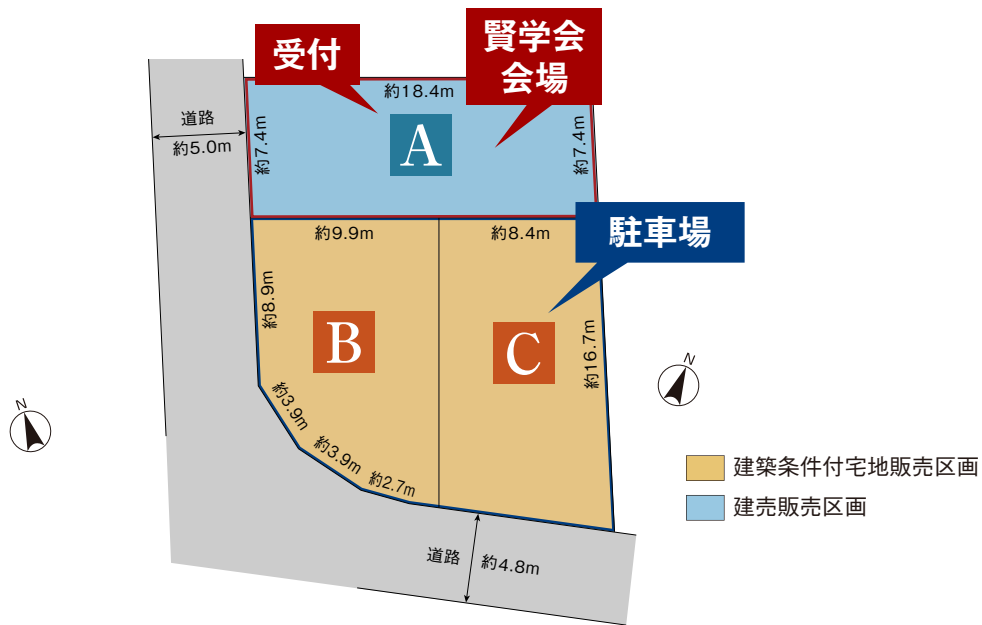 受付
賢学会
会場
約18.4m
道路
約5.0m
約7.4m
A
約7.4m
駐車場
約9.9m
約8.4m
約8.9m
B
C
約16.7m
約3.9m
約3.9m
約2.7m
道路
約4.8m
N
N
建築条件付宅地販売区画
建売販売区画